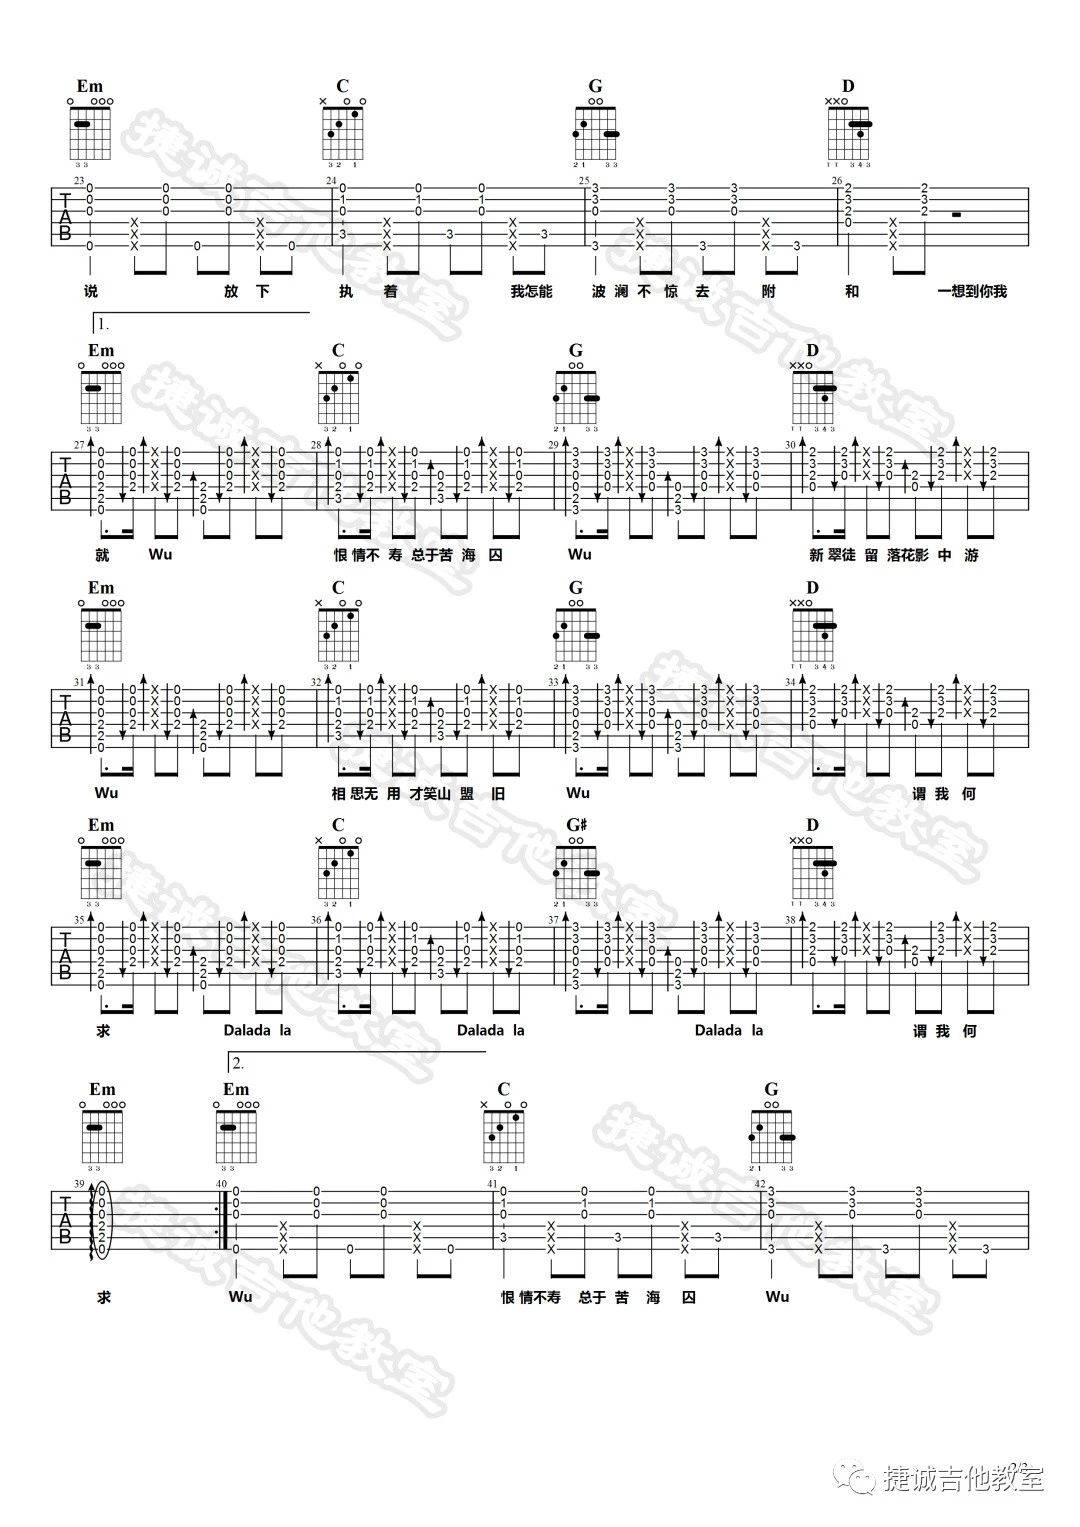 Em C G D
23 24 25 26
说 放 下 执 着 我怎能 波 澜 不 惊 去 附 和 一想到你我
1.
Em C G D
27 28 29 30
就 Wu 恨 情不 寿 总于苦 海 囚 Wu 新 翠徒 留 落花影 中 游
Em C G D
31 32 33 34
Wu 相 思无 用 才笑山 盟 旧 Wu 谓 我 何
Em C G# D
35 36 37 38
求 Dalada la Dalada la Dalada la 谓 我 何
2.
Em Em C G
39 40 41 42
求 Wu 恨 情不寿 总于 苦 海 囚 Wu
捷诚吉他教室